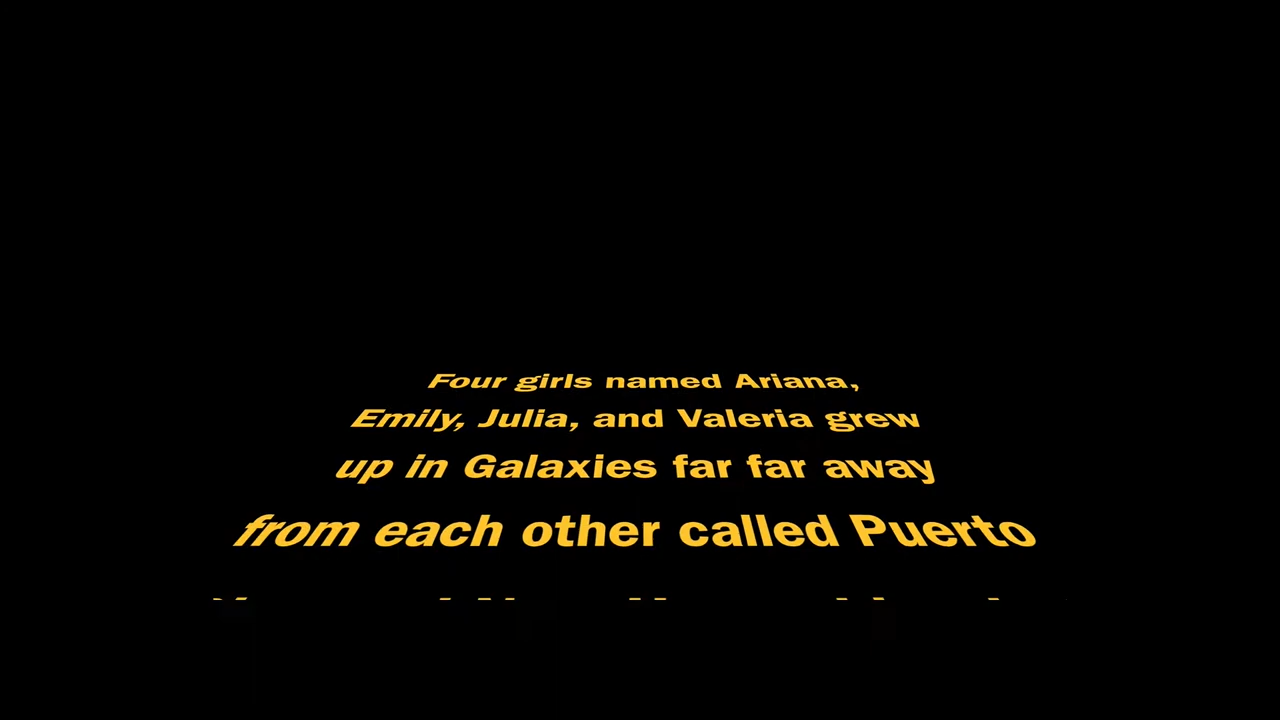 Four girls named Ariana,
Emily, Julia, and Valeria grew
up in Galaxies far far away
from each other called Puerto